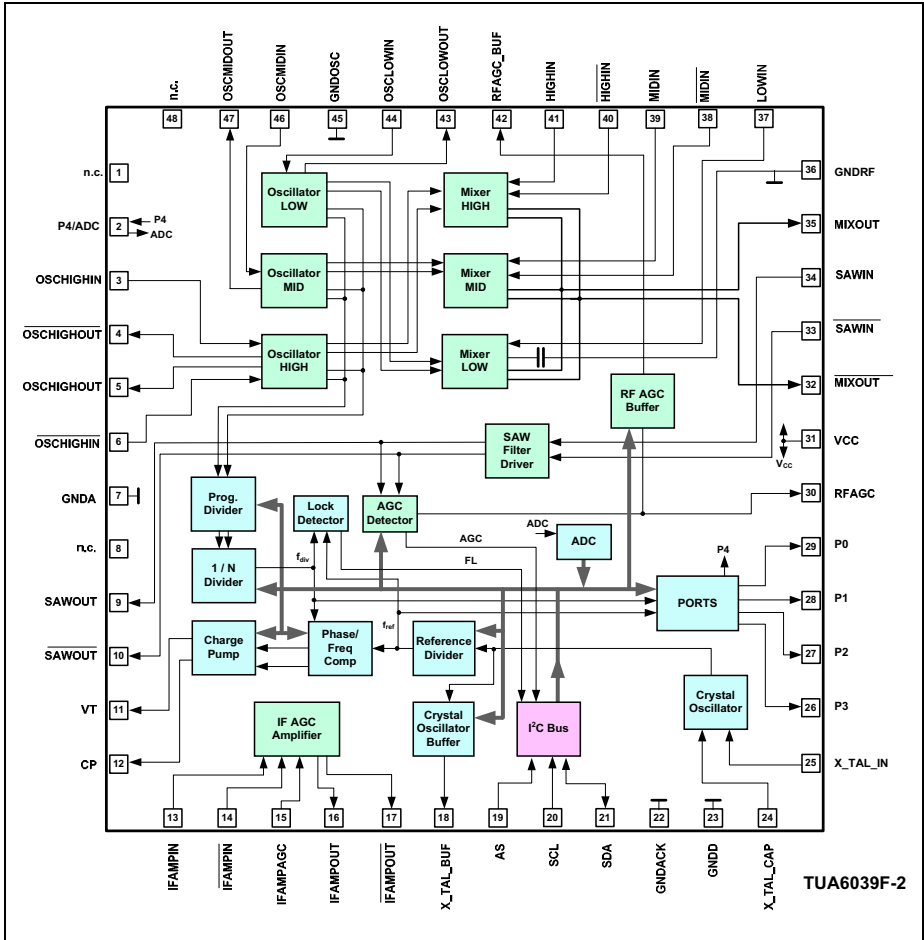 n.c.
OSCMIDOUT
OSCMIDIN
GNDOSC
OSCLOWIN
OSCLOWOUT
RFAGC_BUF
HIGHIN
HIGHIN
MIDIN
MIDIN
LOWIN
48
47
46
45
44
43
42
41
40
39
38
37
n.c.
1
P4/ADC
2
P4
ADC
OSCHIGHIN
3
OSCHIGHOUT
4
OSCHIGHOUT
5
OSCHIGHIN
6
GNDA
7
n.c.
8
SAWOUT
9
SAWOUT
10
VT
11
CP
12
Oscillator
LOW
Oscillator
MID
Oscillator
HIGH
Mixer
HIGH
Mixer
MID
Mixer
LOW
RF AGC
Buffer
SAW
Filter
Driver
Prog.
Divider
Lock
Detector
AGC
Detector
ADC
ADC
AGC
FL
1 / N
Divider
fdiv
fref
P4
PORTS
Charge
Pump
Phase/
Freq
Comp
Reference
Divider
Crystal
Oscillator
IF AGC
Amplifier
Crystal
Oscillator
Buffer
I²C Bus
36
GNDRF
35
MIXOUT
34
SAWIN
33
SAWIN
32
MIXOUT
31
VCC
VCC
30
RFAGC
29
P0
28
P1
27
P2
26
P3
25
X_TAL_IN
13
14
15
16
17
18
19
20
21
22
23
24
IFAMPIN
IFAMPIN
IFAMPAGC
IFAMPOUT
IFAMPOUT
X_TAL_BUF
AS
SCL
SDA
GNDACK
GNDD
X_TAL_CAP
TUA6039F-2